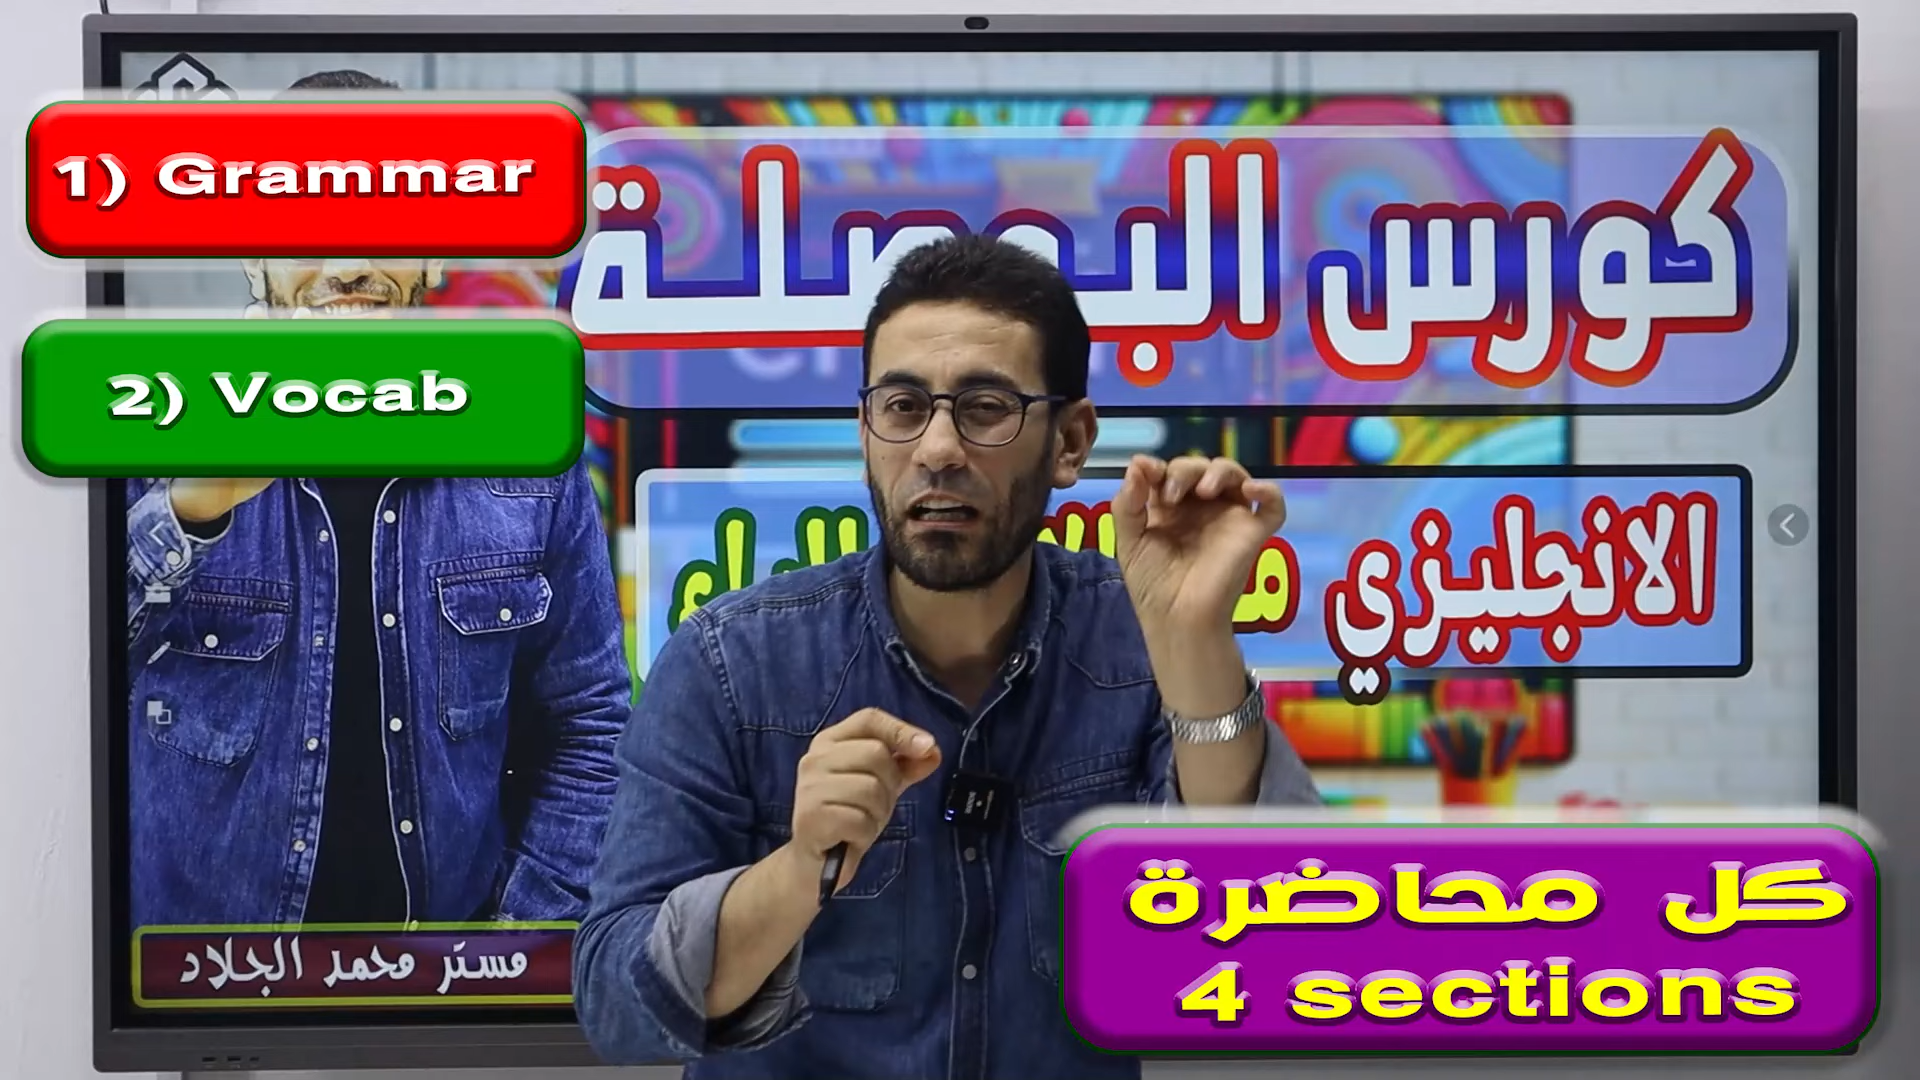 1) Grammar
2) Vocab
كورس البوصلة
الانجليزي
مستر محمد الجلاد
كل محاضرة
4 sections